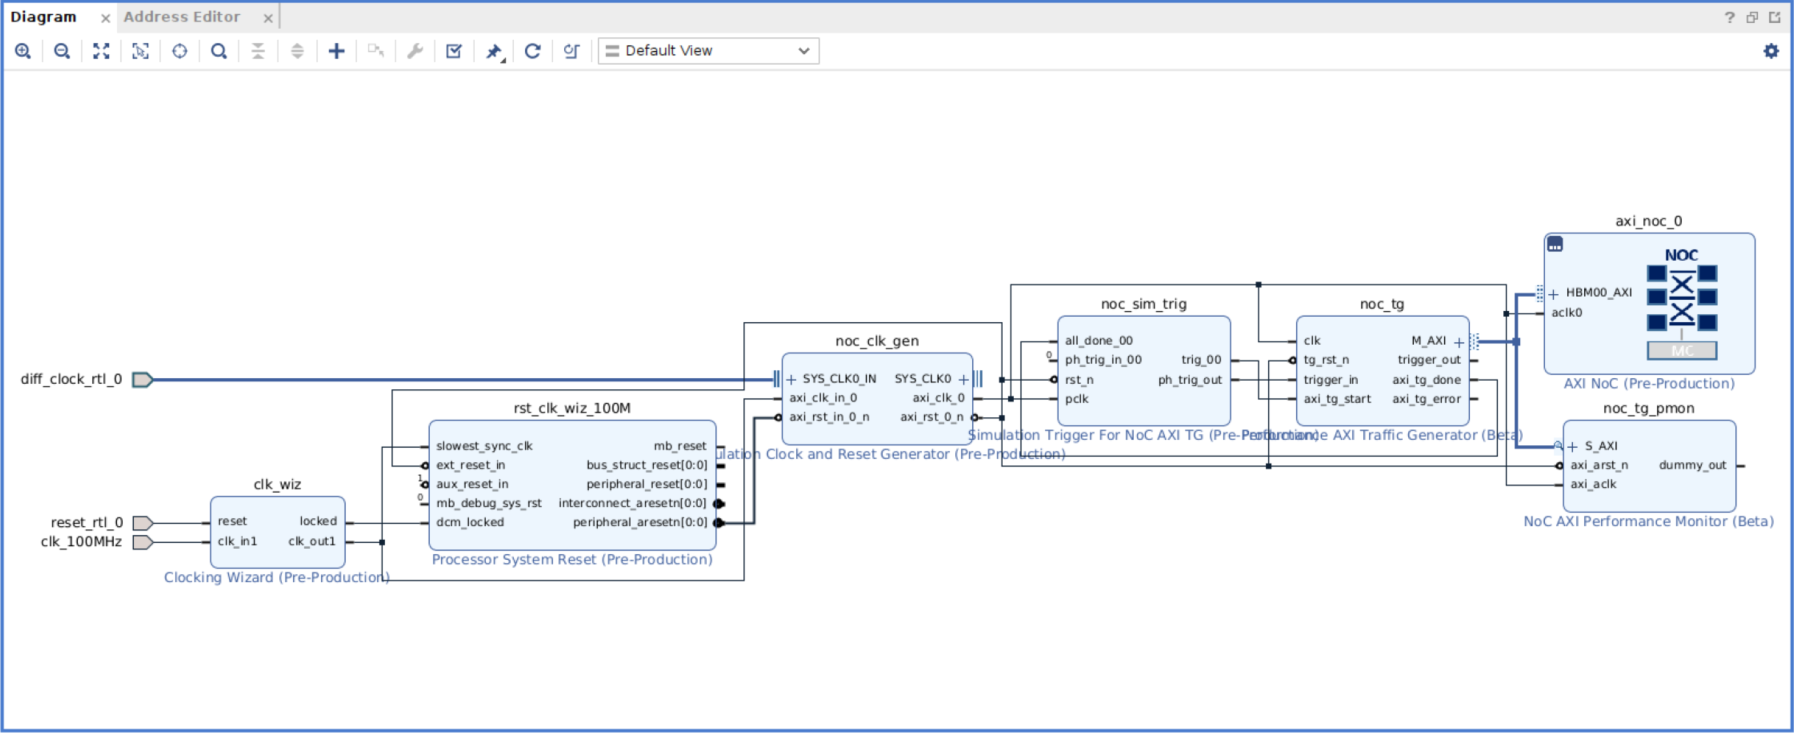 Diagram
Address Editor
Default View
diff_clock_rtl_0
reset_rtl_0
clk_100MHz
clk_wiz
reset
clk_in1
locked
clk_out1
Clocking Wizard (Pre-Production)
rst_clk_wiz_100M
slowest_sync_clk
ext_reset_in
1
aux_reset_in
0
mb_debug_sys_rst
dcm_locked
mb_reset
bus_struct_reset[0:0]
peripheral_reset[0:0]
interconnect_aresetn[0:0]
peripheral_aresetn[0:0]
Processor System Reset (Pre-Production)
noc_clk_gen
SYS_CLK0_IN
axi_clk_in_0
axi_rst_in_0_n
SYS_CLK0
axi_clk_0
axi_rst_0_n
ulation Clock and Reset Generator (Pre-Production)
noc_sim_trig
all_done_00
0
ph_trig_in_00
rst_n
pclk
trig_00
ph_trig_out
Simulation Trigger For NoC AXI TG (Pre-
noc_tg
clk
tg_rst_n
trigger_in
axi_tg_start
M_AXI
trigger_out
axi_tg_done
axi_tg_error
AXI Traffic Generator (Beta)
axi_noc_0
HBM00_AXI
aclk0
NOC
MC
AXI NoC (Pre-Production)
noc_tg_pmon
S_AXI
axi_arst_n
axi_aclk
dummy_out
NoC AXI Performance Monitor (Beta)